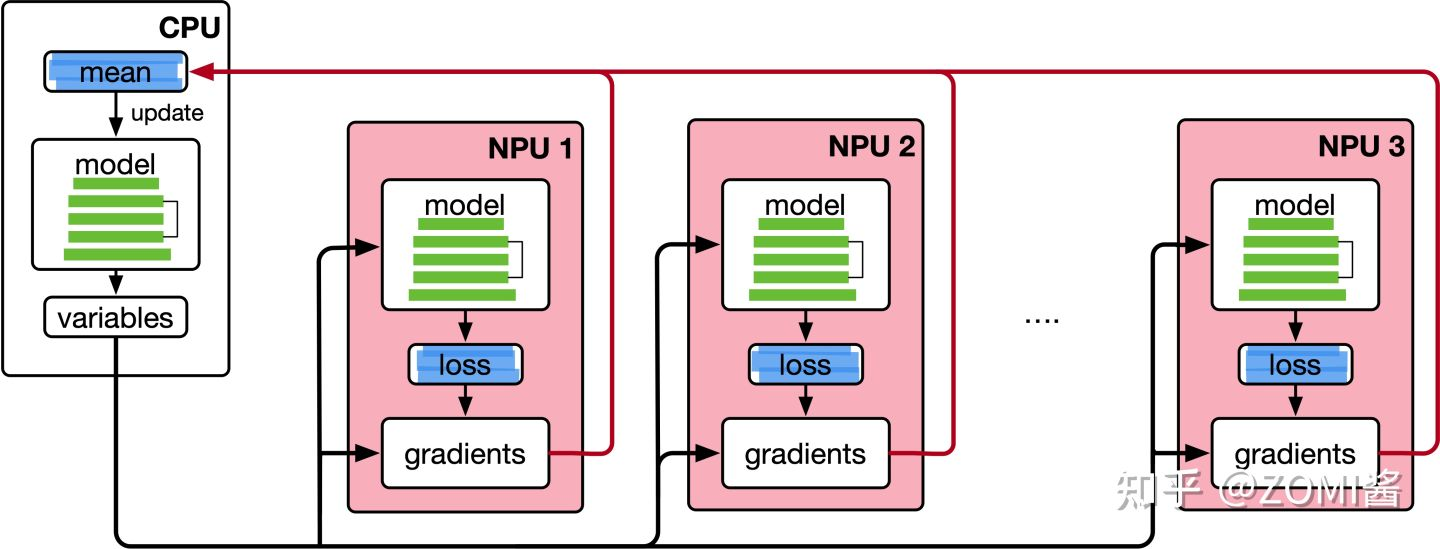 CPU
mean
update
model
variables
NPU 1
model
loss
gradients
NPU 2
model
loss
gradients
....
NPU 3
model
loss
gradients
知乎 @ZOMI酱